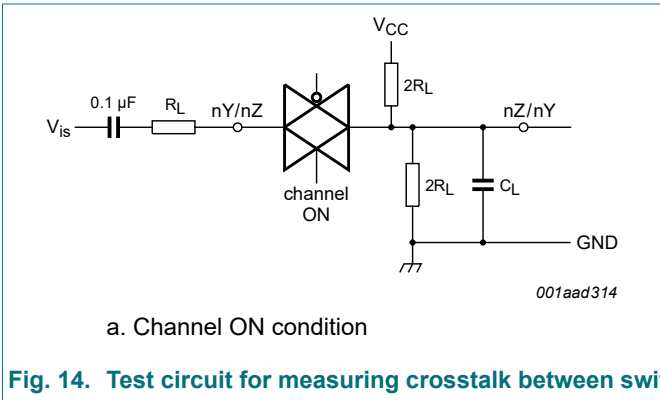 VCC
2RL
0.1 µF
RL
nY/nZ
nZ/nY
Vis
channel
ON
2RL
CL
GND
001aad314
a. Channel ON condition
Fig. 14. Test circuit for measuring crosstalk between swi